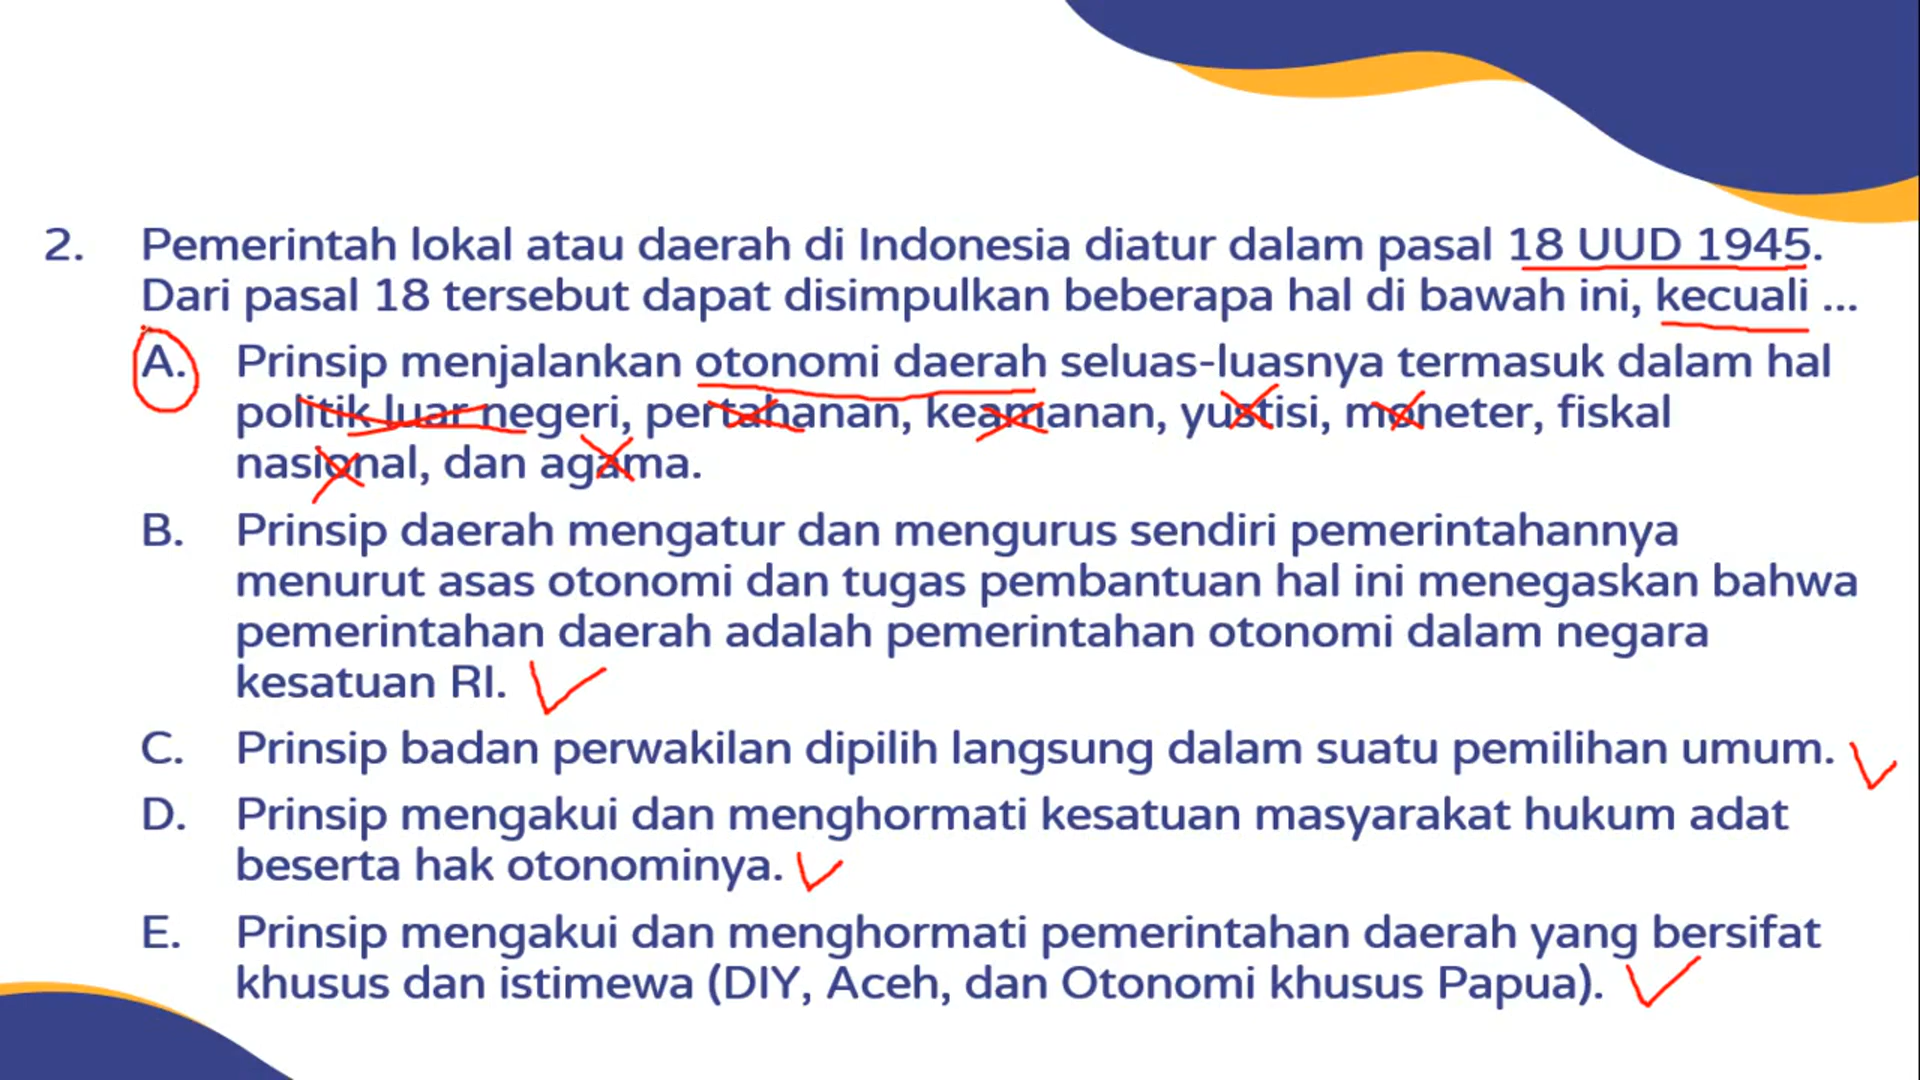 2. Pemerintah lokal atau daerah di Indonesia diatur dalam pasal 18 UUD 1945.
Dari pasal 18 tersebut dapat disimpulkan beberapa hal di bawah ini, kecuali ...
A. Prinsip menjalankan otonomi daerah seluas-luasnya termasuk dalam hal
politik luar negeri, pertahanan, keamanan, yustisi, moneter, fiskal
nasional, dan agama.
B. Prinsip daerah mengatur dan mengurus sendiri pemerintahannya
menurut asas otonomi dan tugas pembantuan hal ini menegaskan bahwa
pemerintahan daerah adalah pemerintahan otonomi dalam negara
kesatuan RI.
C. Prinsip badan perwakilan dipilih langsung dalam suatu pemilihan umum.
D. Prinsip mengakui dan menghormati kesatuan masyarakat hukum adat
beserta hak otonominya.
E. Prinsip mengakui dan menghormati pemerintahan daerah yang bersifat
khusus dan istimewa (DIY, Aceh, dan Otonomi khusus Papua).